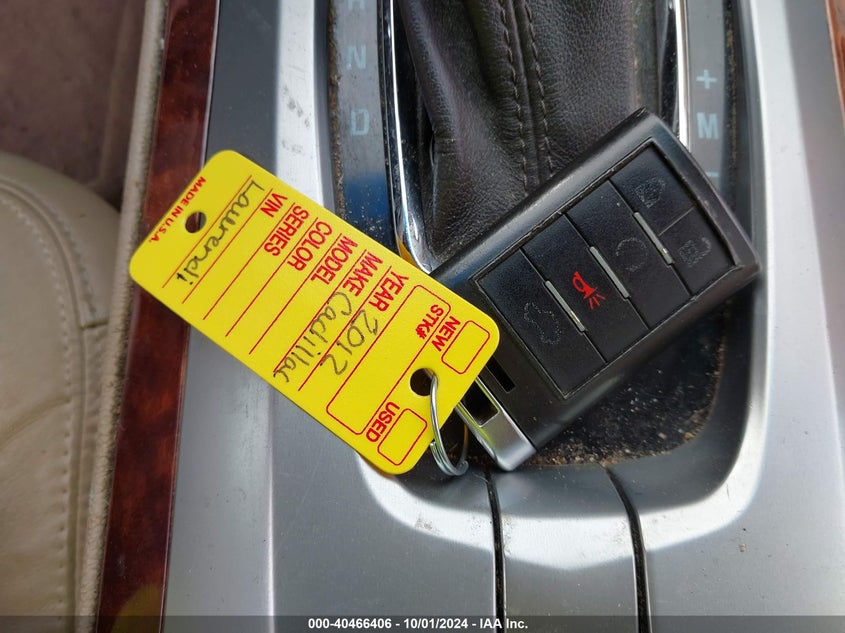 R
N
D
+
M
-
NEW
STK#
USED
YEAR 2012
MAKE Cadillac
MODEL
COLOR
SERIES
VIN
Laurendi
MADE IN U.S.A.
000-40466406 - 10/01/2024 - IAA Inc.